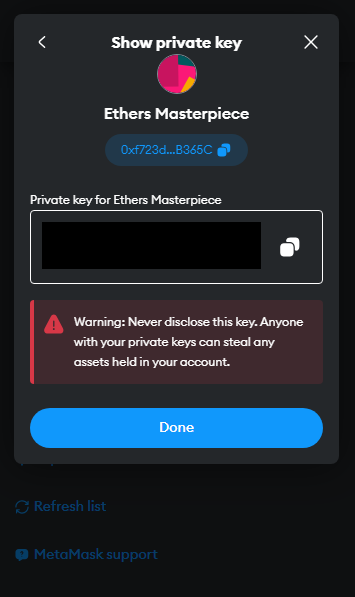 Show private key
Ethers Masterpiece
0xf723d...B365C
Private key for Ethers Masterpiece
Warning: Never disclose this key. Anyone
with your private keys can steal any
assets held in your account.
Done
Refresh list
MetaMask support